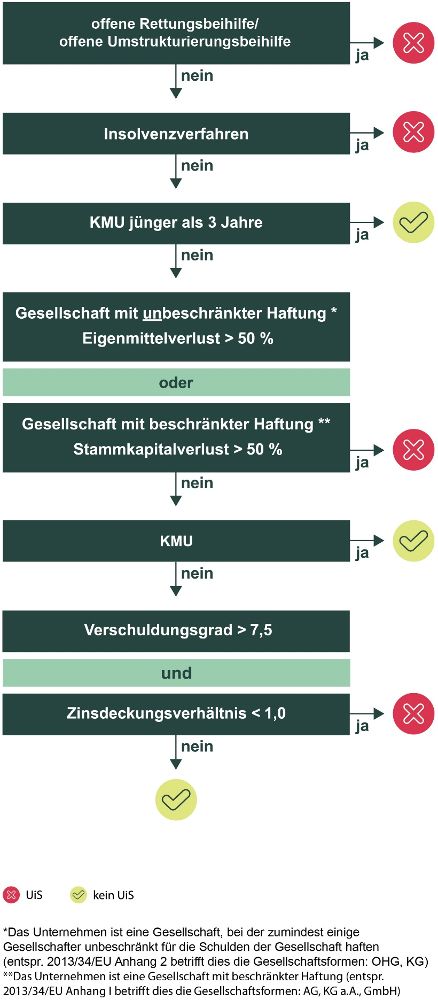 offene Rettungsbeihilfe/
offene Umstrukturierungsbeihilfe
ja
nein
Insolvenzverfahren
ja
nein
KMU jünger als 3 Jahre
ja
nein
Gesellschaft mit unbeschränkter Haftung *
Eigenmittelverlust > 50 %
oder
Gesellschaft mit beschränkter Haftung **
Stammkapitalverlust > 50 %
ja
nein
KMU
ja
nein
Verschuldungsgrad > 7,5
und
Zinsdeckungsverhältnis < 1,0
ja
nein
UiS kein UiS
*Das Unternehmen ist eine Gesellschaft, bei der zumindest einige
Gesellschafter unbeschränkt für die Schulden der Gesellschaft haften
(entspr. 2013/34/EU Anhang 2 betrifft dies die Gesellschaftsformen: OHG, KG)
**Das Unternehmen ist eine Gesellschaft mit beschränkter Haftung (entspr.
2013/34/EU Anhang I betrifft dies die Gesellschaftsformen: AG, KG a.A., GmbH)